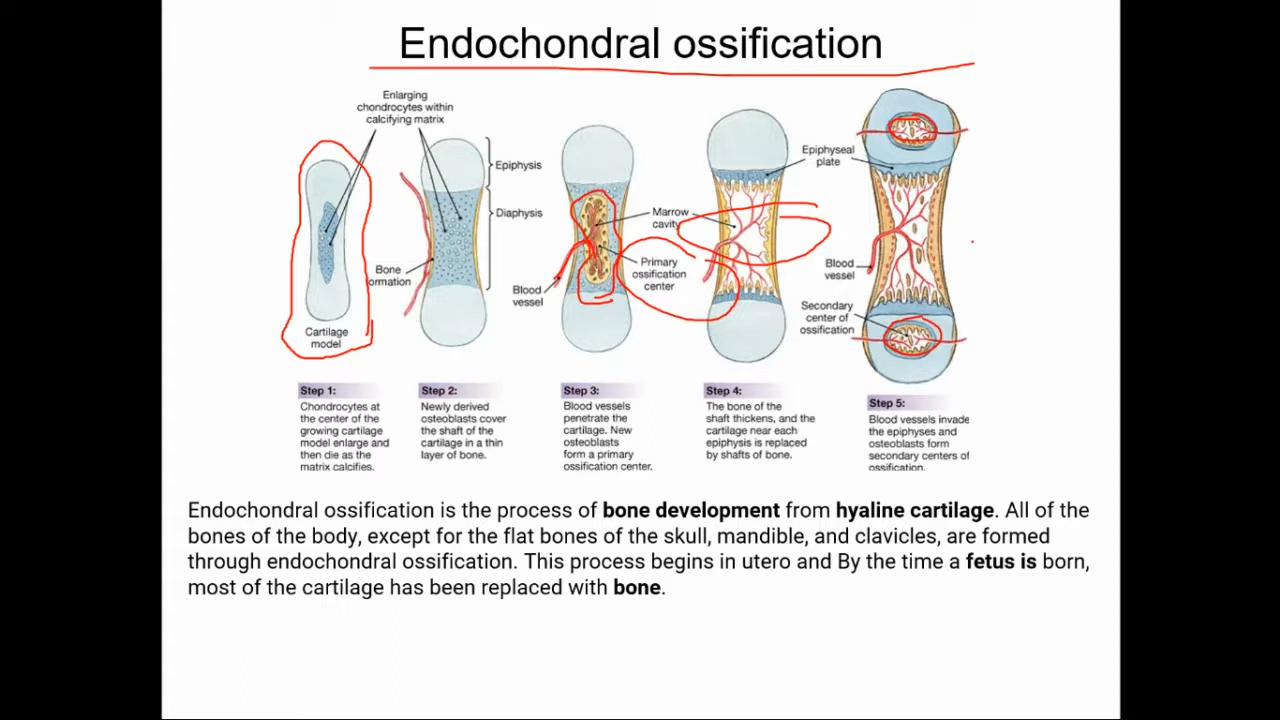 Endochondral ossification
Enlarging
chondrocytes within
calcifying matrix
Epiphysis
Diaphysis
Bone
formation
Cartilage
model
Blood
vessel
Marrow
cavity
Primary
ossification
center
Epiphyseal
plate
Blood
vessel
Secondary
center of
ossification
Step 1:
Chondrocytes at
the center of the
growing cartilage
model enlarge and
then die as the
matrix calcifies.
Step 2:
Newly derived
osteoblasts cover
the shaft of the
cartilage in a thin
layer of bone.
Step 3:
Blood vessels
penetrate the
cartilage. New
osteoblasts
form a primary
ossification center.
Step 4:
The bone of the
shaft thickens, and the
cartilage near each
epiphysis is replaced
by shafts of bone.
Step 5:
Blood vessels invade
the epiphyses and
osteoblasts form
secondary centers of
ossification.
Endochondral ossification is the process of bone development from hyaline cartilage. All of the
bones of the body, except for the flat bones of the skull, mandible, and clavicles, are formed
through endochondral ossification. This process begins in utero and By the time a fetus is born,
most of the cartilage has been replaced with bone.